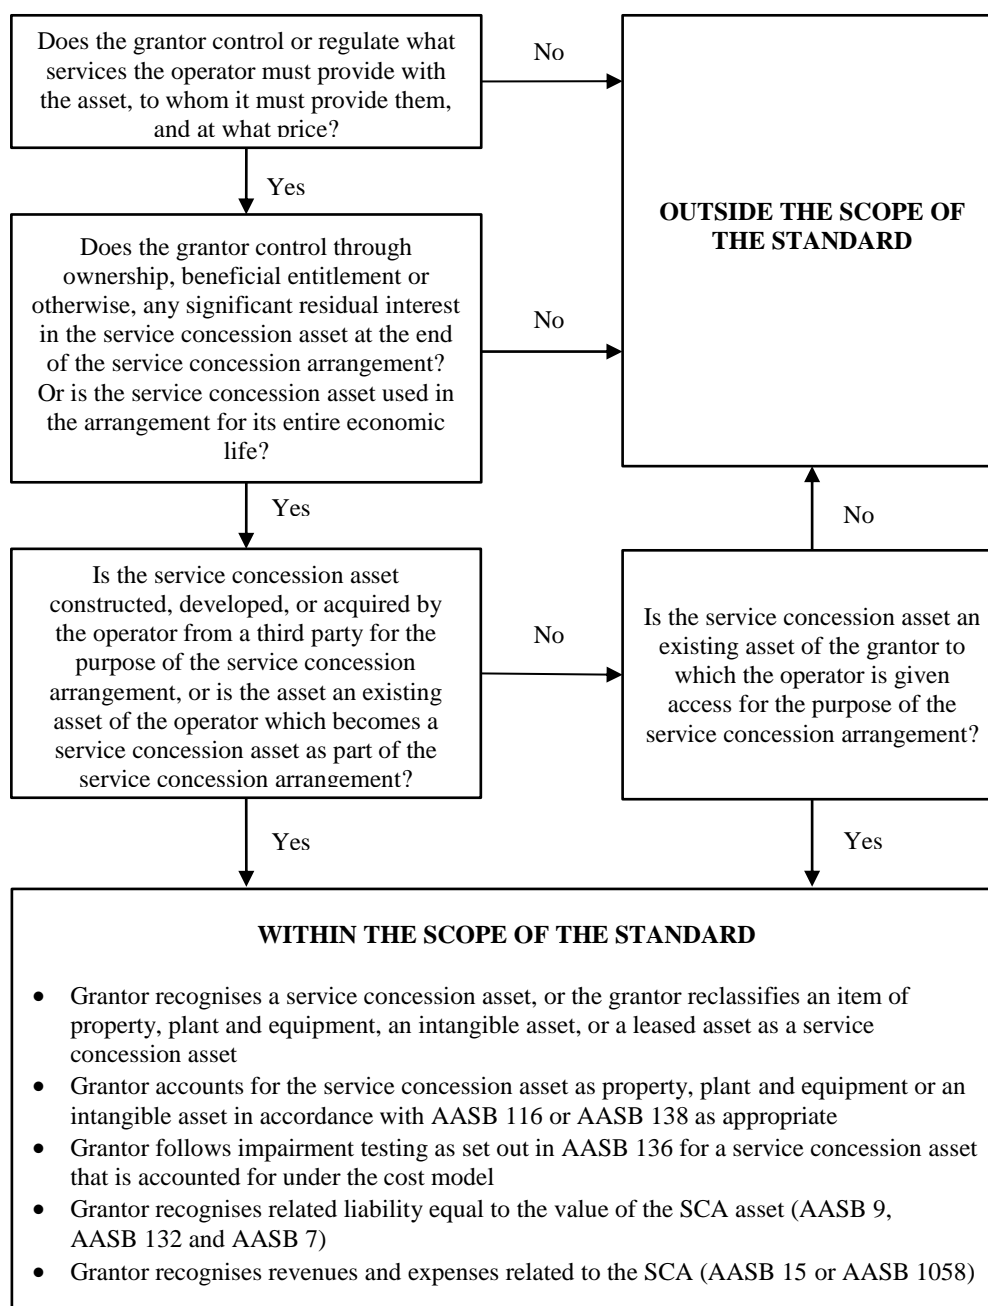 Does the grantor control or regulate what
services the operator must provide with
the asset, to whom it must provide them,
and at what price?
No
Yes
OUTSIDE THE SCOPE OF
THE STANDARD
Does the grantor control through
ownership, beneficial entitlement or
otherwise, any significant residual interest
in the service concession asset at the end
of the service concession arrangement?
Or is the service concession asset used in
the arrangement for its entire economic
life?
No
Yes
No
Is the service concession asset
constructed, developed, or acquired by
the operator from a third party for the
purpose of the service concession
arrangement, or is the asset an existing
asset of the operator which becomes a
service concession asset as part of the
service concession arrangement?
No
Is the service concession asset an
existing asset of the grantor to
which the operator is given
access for the purpose of the
service concession arrangement?
Yes
Yes
WITHIN THE SCOPE OF THE STANDARD
• Grantor recognises a service concession asset, or the grantor reclassifies an item of
property, plant and equipment, an intangible asset, or a leased asset as a service
concession asset
• Grantor accounts for the service concession asset as property, plant and equipment or an
intangible asset in accordance with AASB 116 or AASB 138 as appropriate
• Grantor follows impairment testing as set out in AASB 136 for a service concession asset
that is accounted for under the cost model
• Grantor recognises related liability equal to the value of the SCA asset (AASB 9,
AASB 132 and AASB 7)
• Grantor recognises revenues and expenses related to the SCA (AASB 15 or AASB 1058)